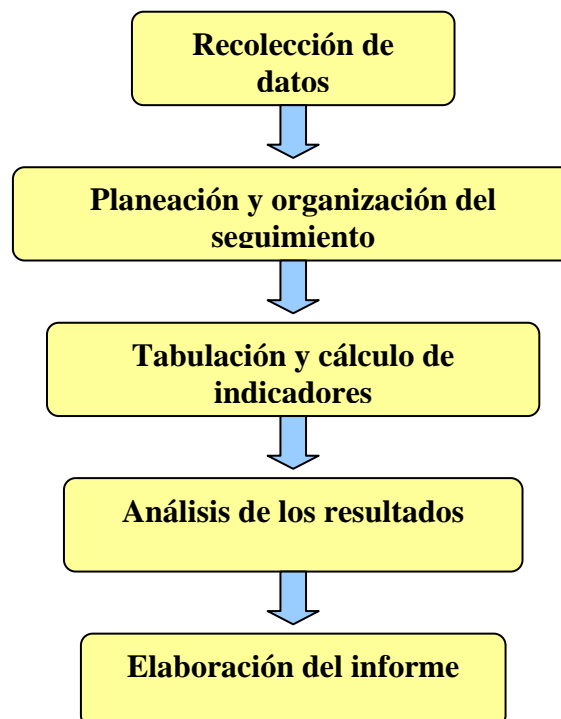 Recolección de
datos
Planeación y organización del
seguimiento
Tabulación y cálculo de
indicadores
Análisis de los resultados
Elaboración del informe